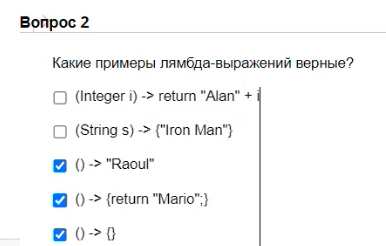 Вопрос 2
Какие примеры лямбда-выражений верные?
(Integer i) -> return "Alan" + i
(String s) -> {"Iron Man"}
() -> "Raoul"
() -> {return "Mario";}
() -> {}